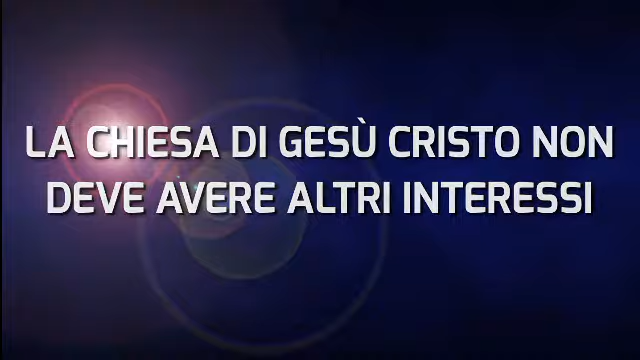 LA CHIESA DI GESÙ CRISTO NON
DEVE AVERE ALTRI INTERESSI